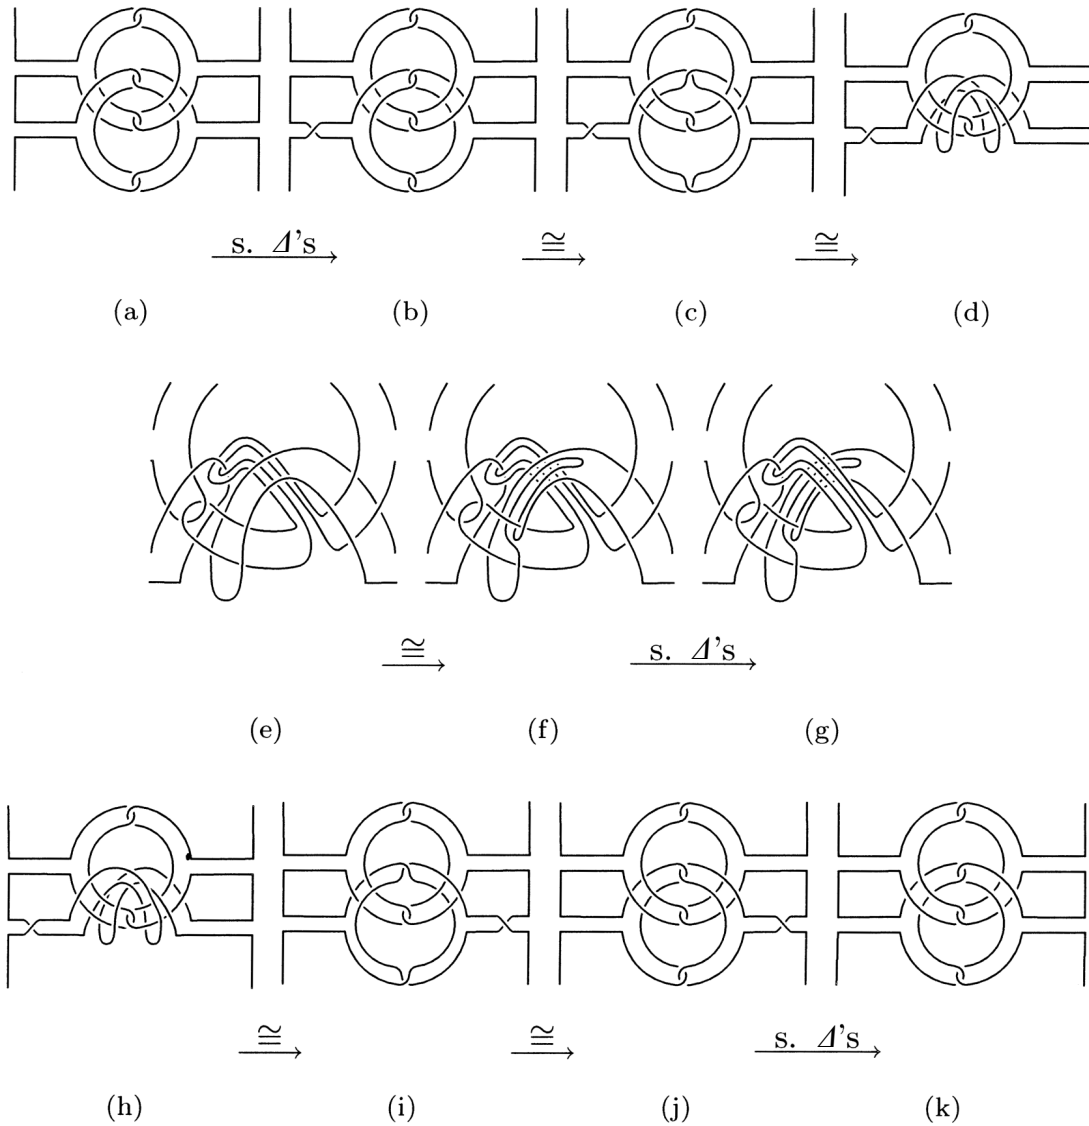 s. Δ's ≅ ≅
(a) (b) (c) (d)
≅ s. Δ's
(e) (f) (g)
≅ ≅ s. Δ's
(h) (i) (j) (k)